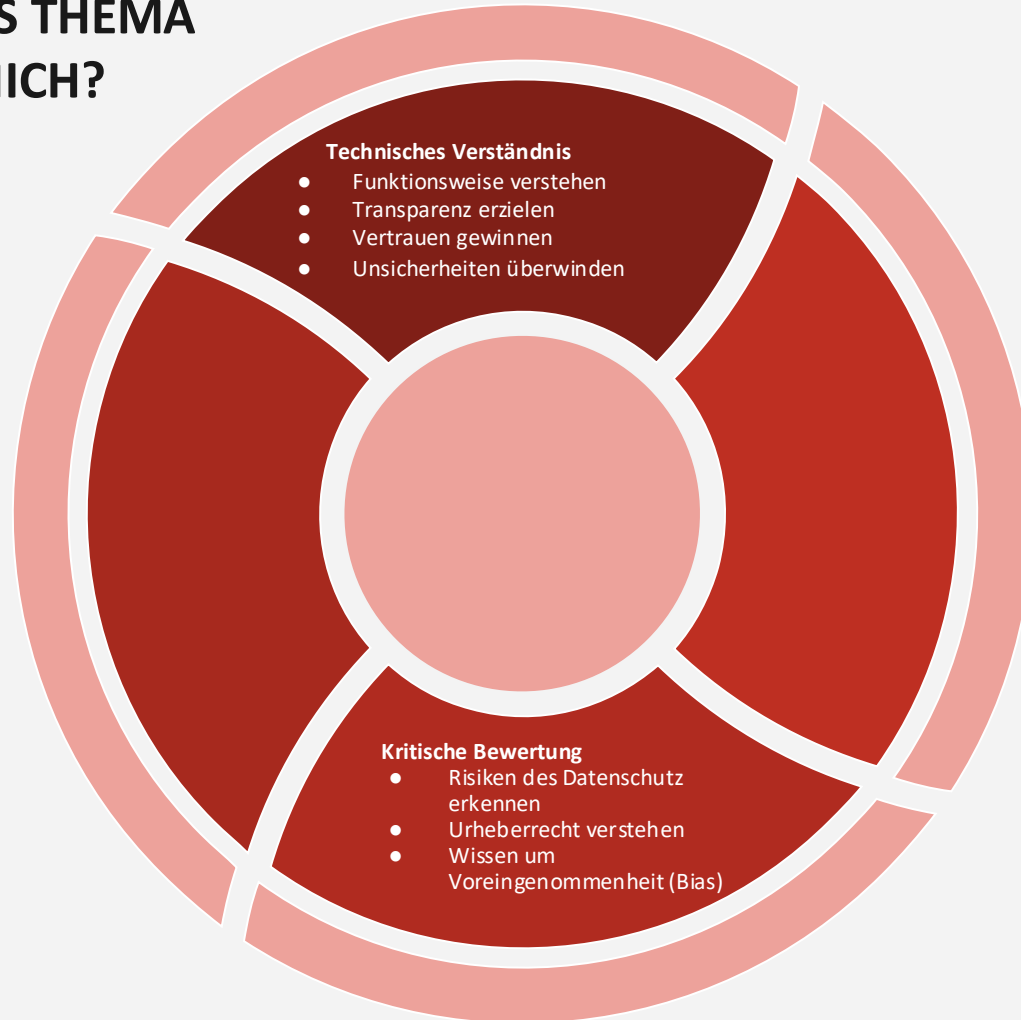 S THEMA
MICH?
Technisches Verständnis
● Funktionsweise verstehen
● Transparenz erzielen
● Vertrauen gewinnen
● Unsicherheiten überwinden
Kritische Bewertung
● Risiken des Datenschutz
erkennen
● Urheberrecht verstehen
● Wissen um
Voreingenommenheit (Bias)